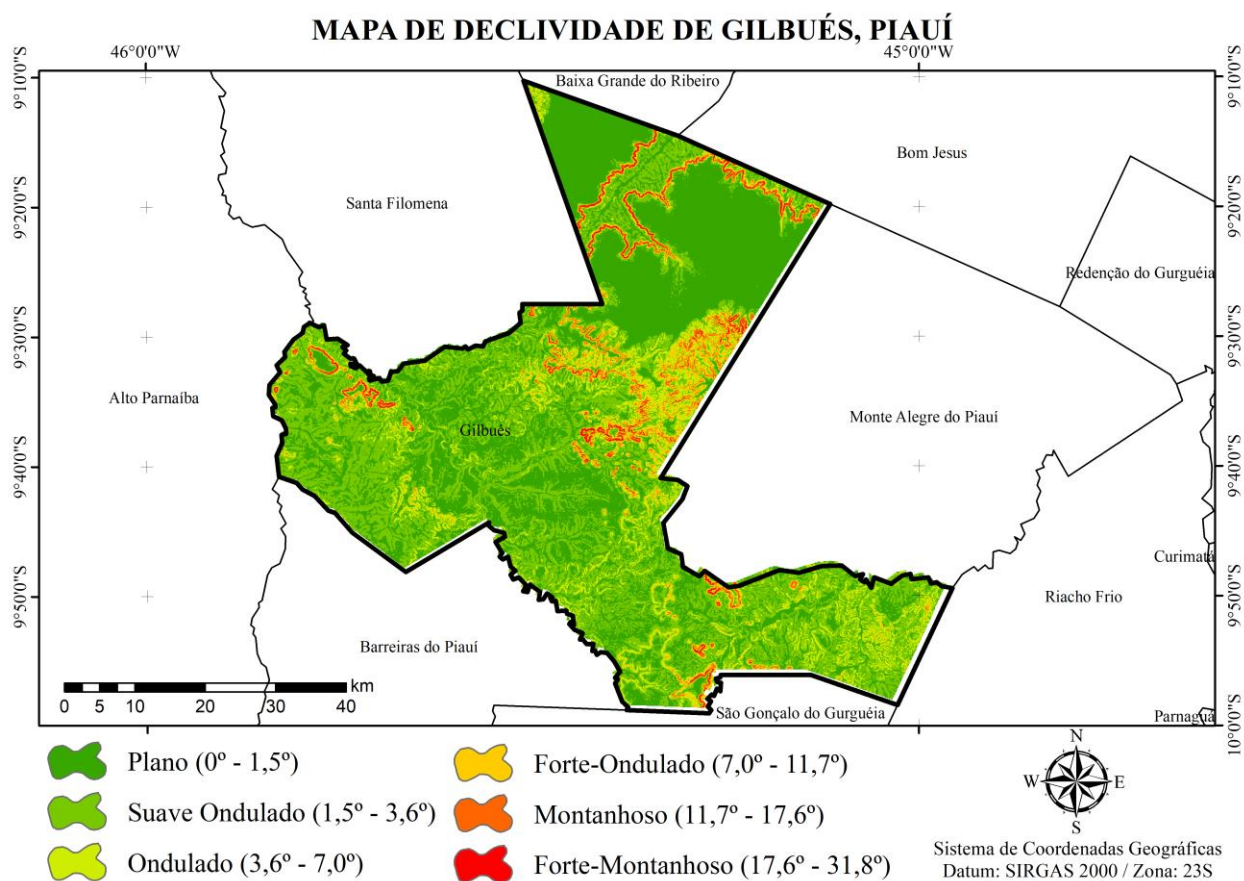 MAPA DE DECLIVIDADE DE GILBUÉS, PIAUÍ
46°0'0"W
45°0'0"W
9°10'0"S
9°10'0"S
Baixa Grande do Ribeiro
Bom Jesus
Santa Filomena
9°20'0"S
9°20'0"S
Redenção do Gurguéia
9°30'0"S
9°30'0"S
Alto Parnaíba
Gilbués
Monte Alegre do Piauí
9°40'0"S
9°40'0"S
Curimatá
9°50'0"S
9°50'0"S
Riacho Frio
Barreiras do Piauí
km
0 5 10 20 30 40
São Gonçalo do Gurguéia
Parnaguá
10°0'0"S
10°0'0"S
Plano (0º - 1,5º)
Suave Ondulado (1,5º - 3,6º)
Ondulado (3,6º - 7,0º)
Forte-Ondulado (7,0º - 11,7º)
Montanhoso (11,7º - 17,6º)
Forte-Montanhoso (17,6º - 31,8º)
N
W E
S
Sistema de Coordenadas Geográficas
Datum: SIRGAS 2000 / Zona: 23S